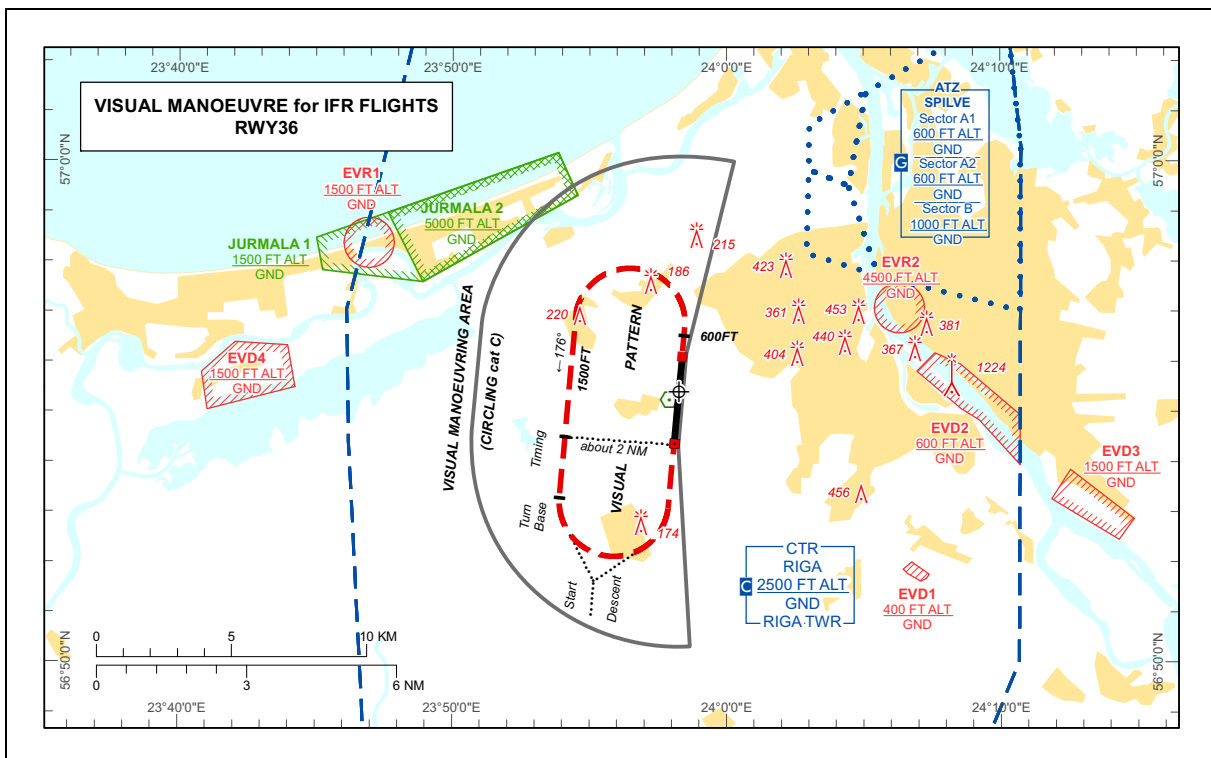 23°40'0"E
23°50'0"E
24°0'0"E
24°10'0"E
VISUAL MANOEUVRE for IFR FLIGHTS
RWY36
57°0'0"N
57°0'0"N
ATZ
SPILVE
Sector A1
600 FT ALT
GND
G
Sector A2
600 FT ALT
GND
Sector B
1000 FT ALT
GND
EVR1
1500 FT ALT
GND
JURMALA 2
5000 FT ALT
GND
JURMALA 1
1500 FT ALT
GND
215
186
220
423
EVR2
4500 FT ALT
GND
361
453
381
440
404
367
1224
PATTERN
600FT
←176°
1500FT
VISUAL MANOEUVRING AREA
(CIRCLING cat C)
EVD4
1500 FT ALT
GND
EVD2
600 FT ALT
GND
EVD3
1500 FT ALT
GND
Timing
about 2 NM
VISUAL
Turn
Base
174
456
Start
Descent
CTR
RIGA
C
2500 FT ALT
GND
RIGA TWR
EVD1
400 FT ALT
GND
0
5
10 KM
0
3
6 NM
56°50'0"N
56°50'0"N
23°40'0"E
23°50'0"E
24°0'0"E
24°10'0"E